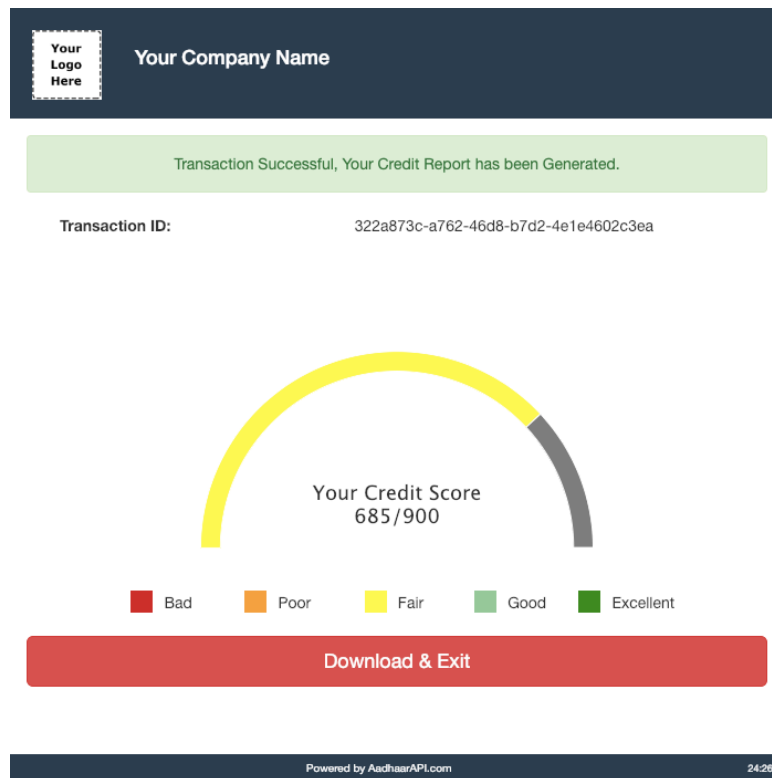 Your
Logo
Here
Your Company Name
Transaction Successful, Your Credit Report has been Generated.
Transaction ID: 322a873c-a762-46d8-b7d2-4e1e4602c3ea
Your Credit Score
685/900
Bad Poor Fair Good Excellent
Download & Exit
Powered by AadhaarAPI.com 24:26